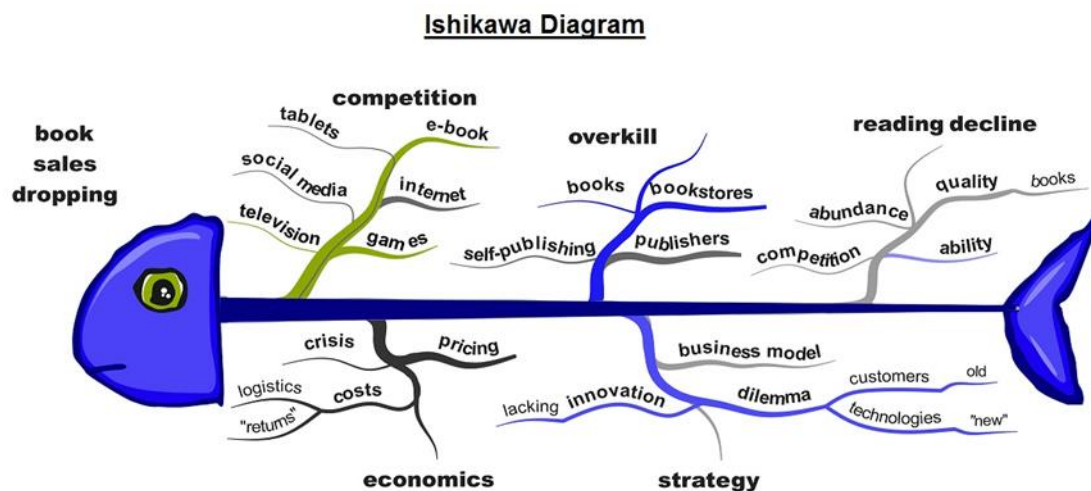 Ishikawa Diagram
book
sales
dropping
competition
tablets
e-book
social media
internet
television
games
overkill
books
bookstores
self-publishing
publishers
reading decline
quality
books
abundance
competition
ability
crisis
pricing
logistics
costs
"returns"
economics
business model
lacking
innovation
dilemma
customers
old
technologies
"new"
strategy